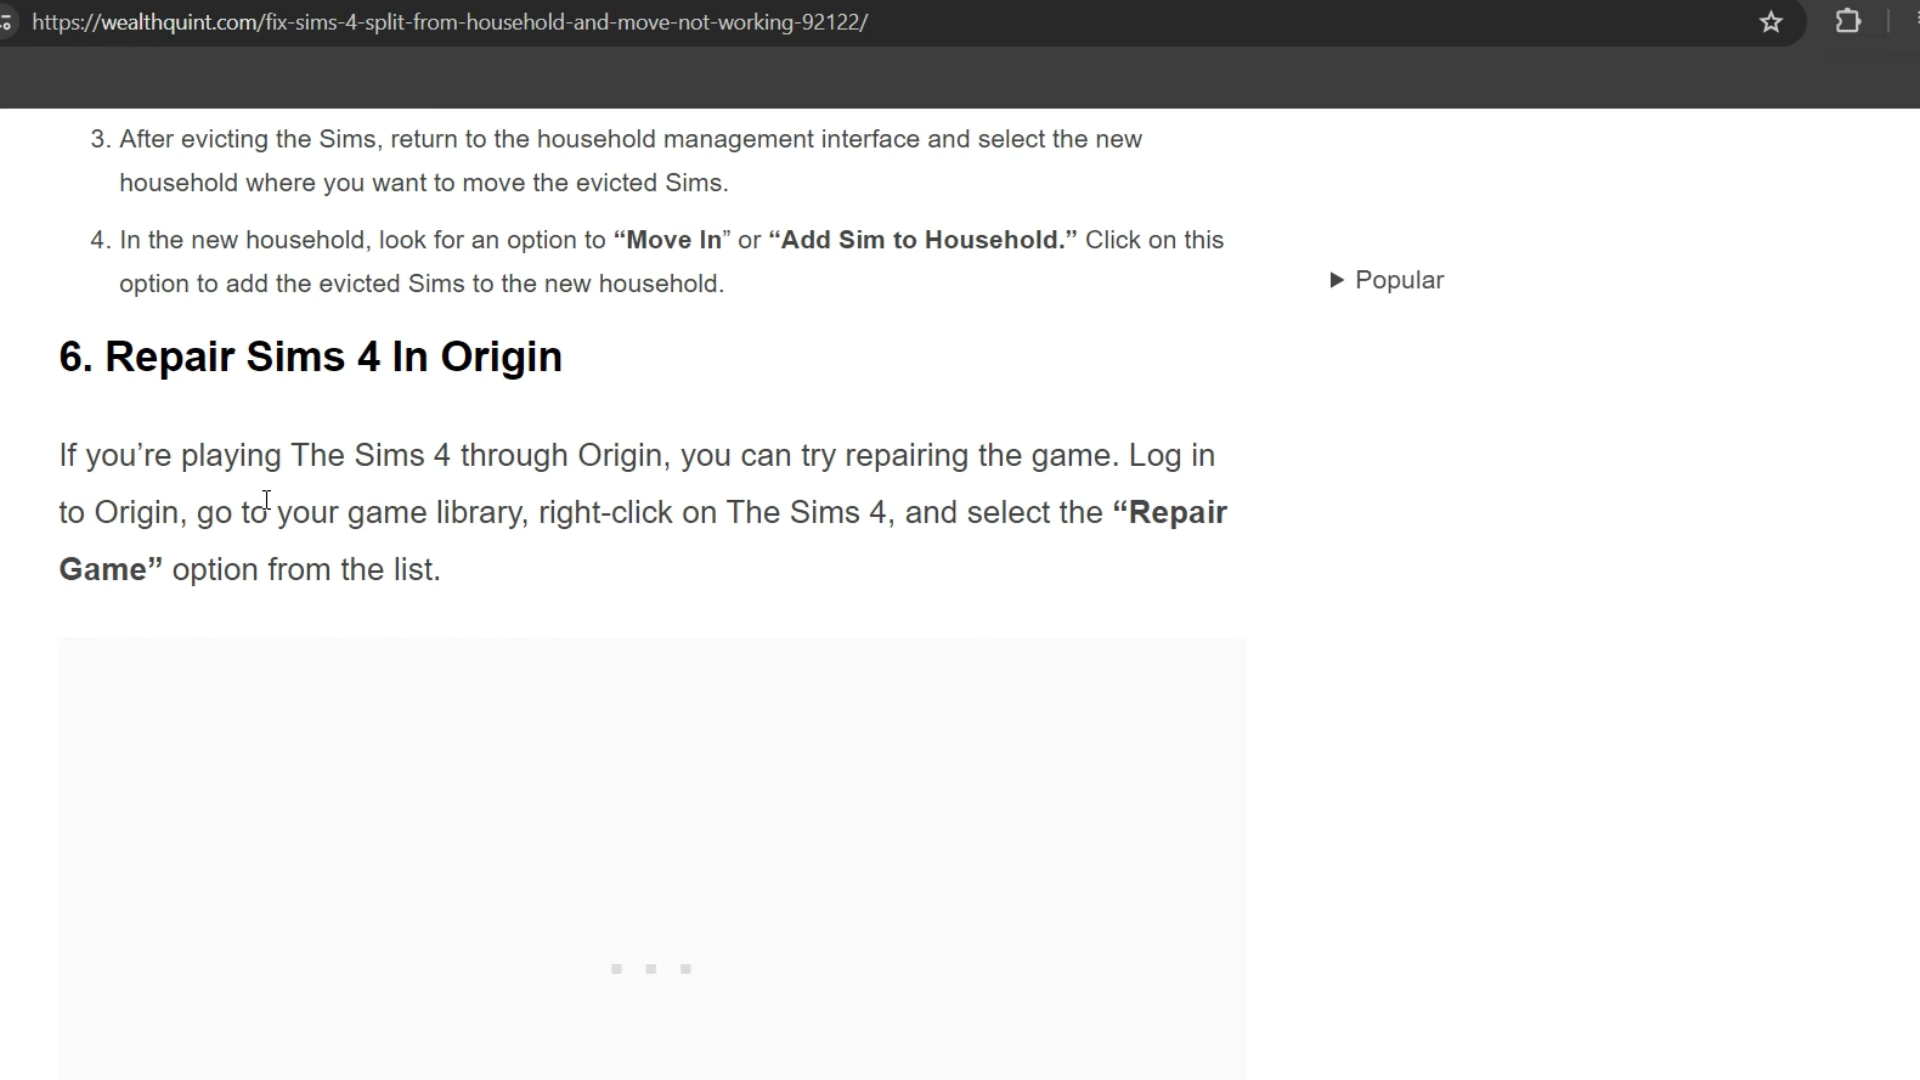 https://wealthquint.com/fix-sims-4-split-from-household-and-move-not-working-92122/
3. After evicting the Sims, return to the household management interface and select the new
household where you want to move the evicted Sims.
4. In the new household, look for an option to “Move In” or “Add Sim to Household.” Click on this
option to add the evicted Sims to the new household.
▶ Popular
6. Repair Sims 4 In Origin
If you’re playing The Sims 4 through Origin, you can try repairing the game. Log in
to Origin, go to your game library, right-click on The Sims 4, and select the “Repair
Game” option from the list.